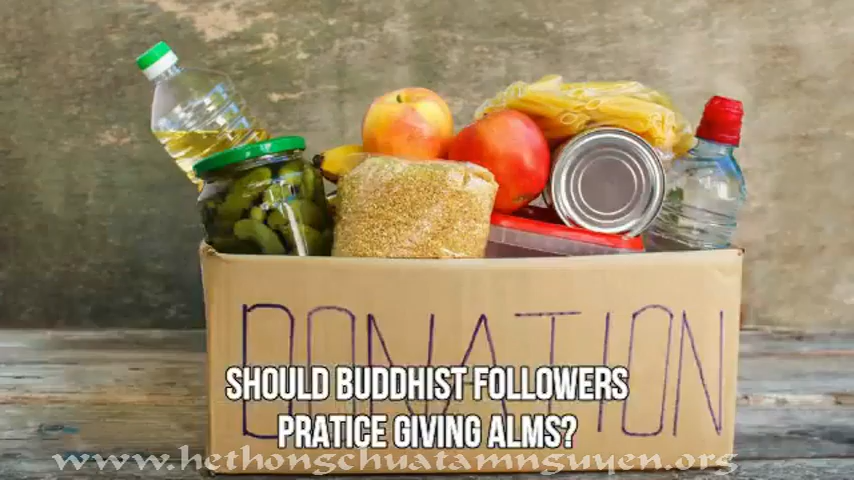 DONATION
SHOULD BUDDHIST FOLLOWERS
PRATICE GIVING ALMS?
www.hethongchuatamnguyen.org